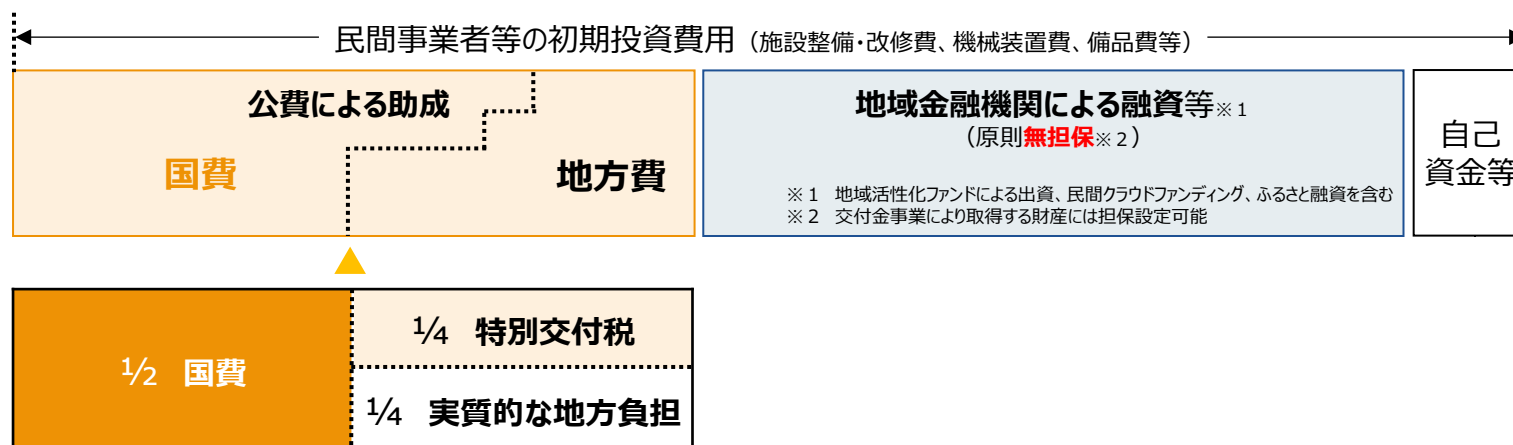 民間事業者等の初期投資費用（施設整備・改修費、機械装置費、備品費等）
公費による助成
国費
地方費
地域金融機関による融資等※１
（原則無担保※２）
※１ 地域活性化ファンドによる出資、民間クラウドファンディング、ふるさと融資を含む
※２ 交付金事業により取得する財産には担保設定可能
自己
資金等
1/2 国費
1/4 特別交付税
1/4 実質的な地方負担